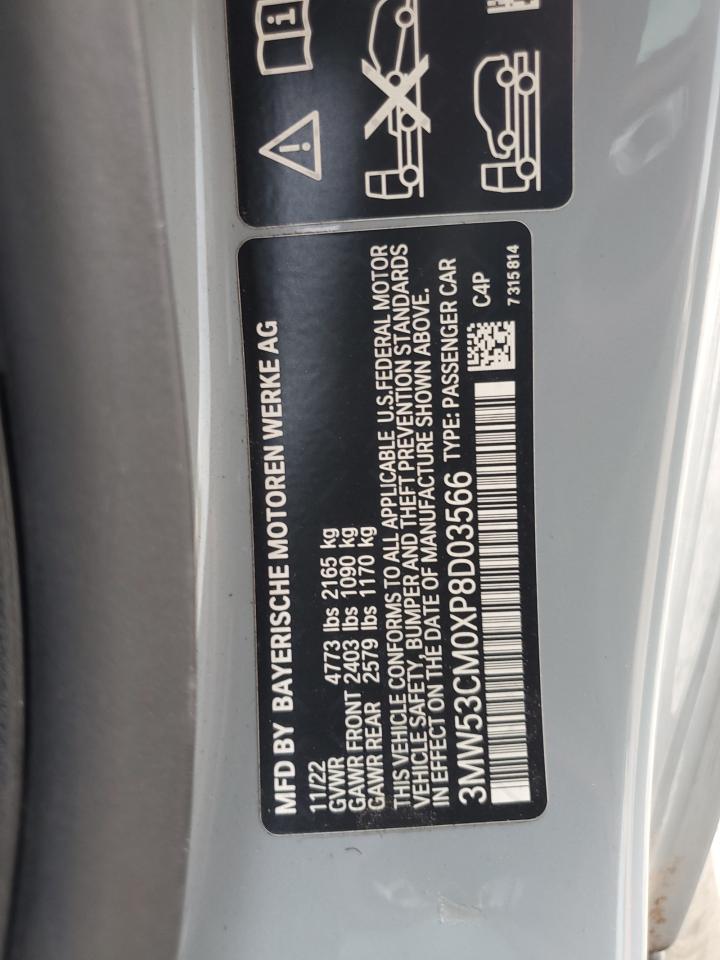 MFD BY BAYERISCHE MOTOREN WERKE AG
11/22
GVWR 4773 lbs 2165 kg
GAWR FRONT 2403 lbs 1090 kg
GAWR REAR 2579 lbs 1170 kg
THIS VEHICLE CONFORMS TO ALL APPLICABLE U.S.FEDERAL MOTOR
VEHICLE SAFETY, BUMPER AND THEFT PREVENTION STANDARDS
IN EFFECT ON THE DATE OF MANUFACTURE SHOWN ABOVE.
3MW53CM0XP8D03566 TYPE: PASSENGER CAR
C4P
7 315 814